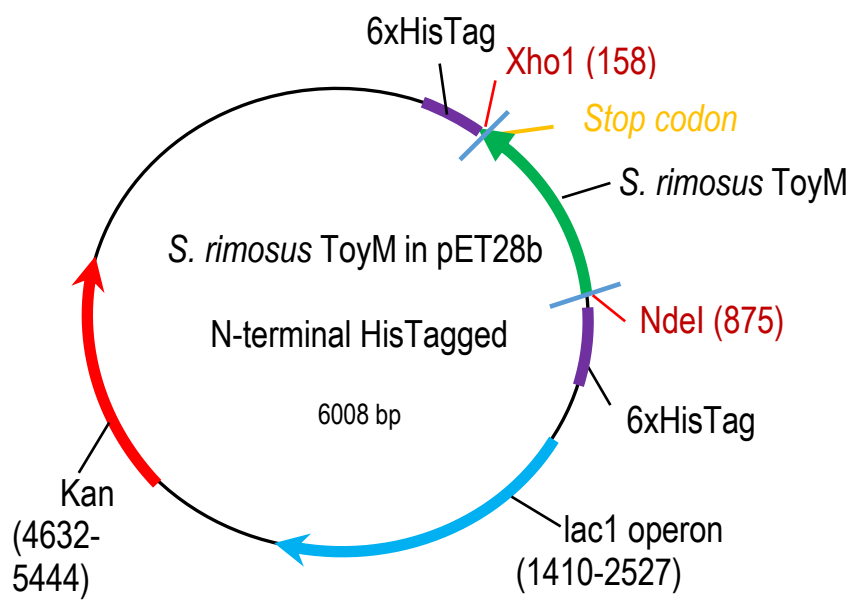 6xHisTag
Xho1 (158)
Stop codon
S. rimosus ToyM
S. rimosus ToyM in pET28b
N-terminal HisTagged
6008 bp
NdeI (875)
6xHisTag
Kan
(4632-
5444)
lac1 operon
(1410-2527)